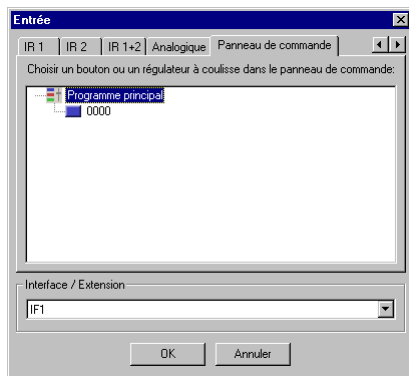 Entrée
IR 1 IR 2 IR 1+2 Analogique Panneau de commande
Choisir un bouton ou un régulateur à coulisse dans le panneau de commande:
Programme principal
0000
Interface / Extension
IF1
OK Annuler